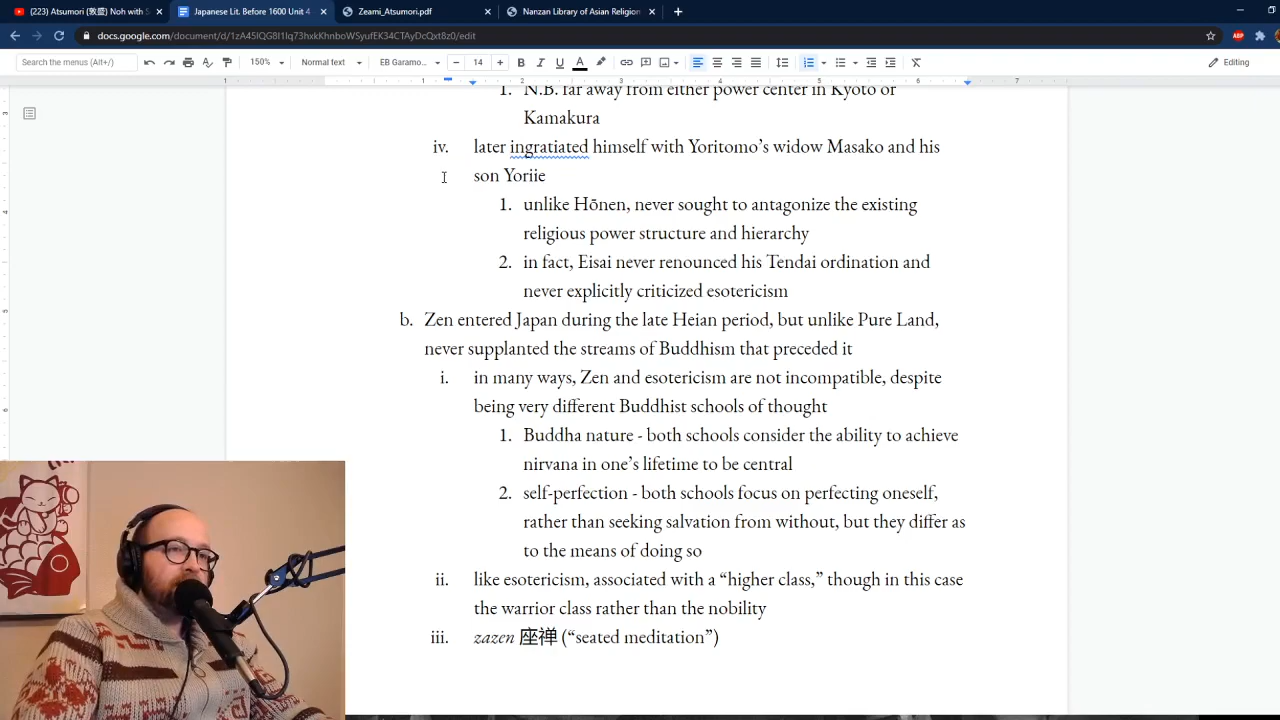 (223) Atsumori (敦盛) Noh with S
Japanese Lit. Before 1600 Unit 4
Zeami_Atsumori.pdf
Nanzan Library of Asian Religion
docs.google.com/document/d/1zA45IQG8I1Iq73hxkKhnboWSyufEK34CTAyDcQxt8z0/edit
ABP
Search the menus (Alt+/)
150%
Normal text
EB Garamo...
14
Editing
1 1 2 3 4 5 6 7
1. N.B. far away from either power center in Kyoto or
Kamakura
iv. later ingratiated himself with Yoritomo's widow Masako and his
son Yoriie
1. unlike Hōnen, never sought to antagonize the existing
religious power structure and hierarchy
2. in fact, Eisai never renounced his Tendai ordination and
never explicitly criticized esotericism
b. Zen entered Japan during the late Heian period, but unlike Pure Land,
never supplanted the streams of Buddhism that preceded it
i. in many ways, Zen and esotericism are not incompatible, despite
being very different Buddhist schools of thought
1. Buddha nature - both schools consider the ability to achieve
nirvana in one's lifetime to be central
2. self-perfection - both schools focus on perfecting oneself,
rather than seeking salvation from without, but they differ as
to the means of doing so
ii. like esotericism, associated with a “higher class,” though in this case
the warrior class rather than the nobility
iii. zazen 座禅 (“seated meditation”)